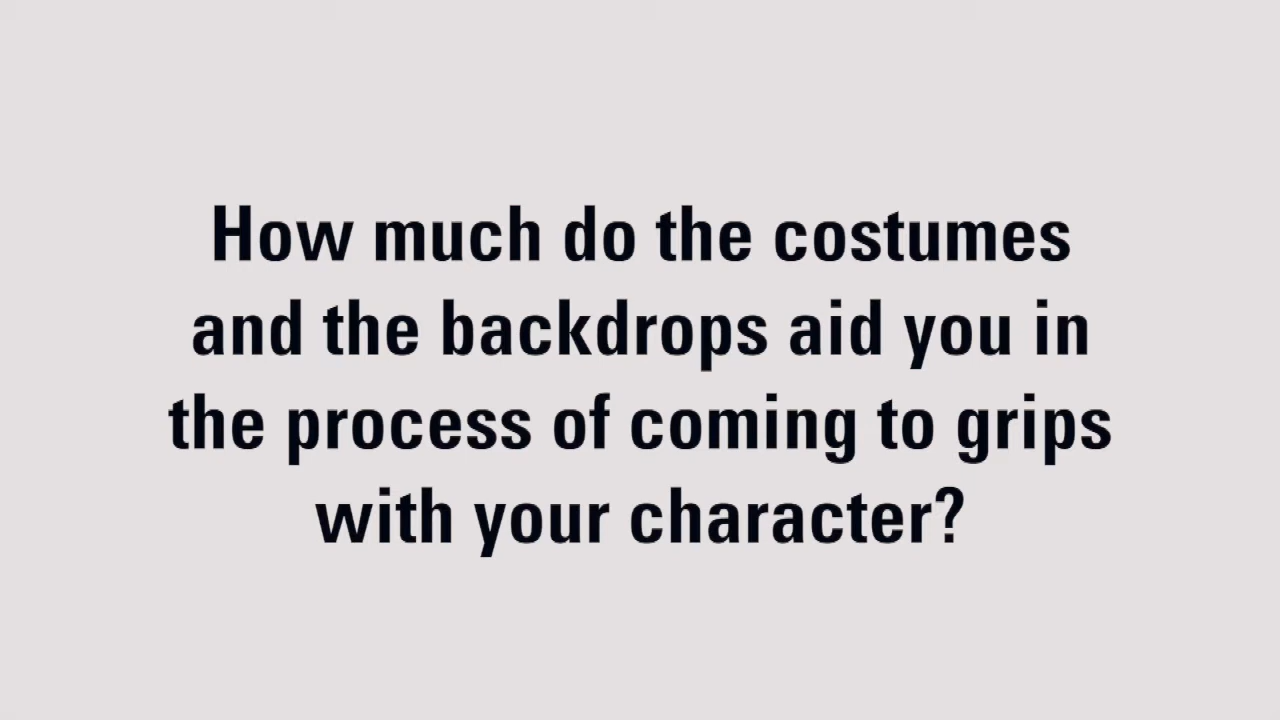 How much do the costumes
and the backdrops aid you in
the process of coming to grips
with your character?